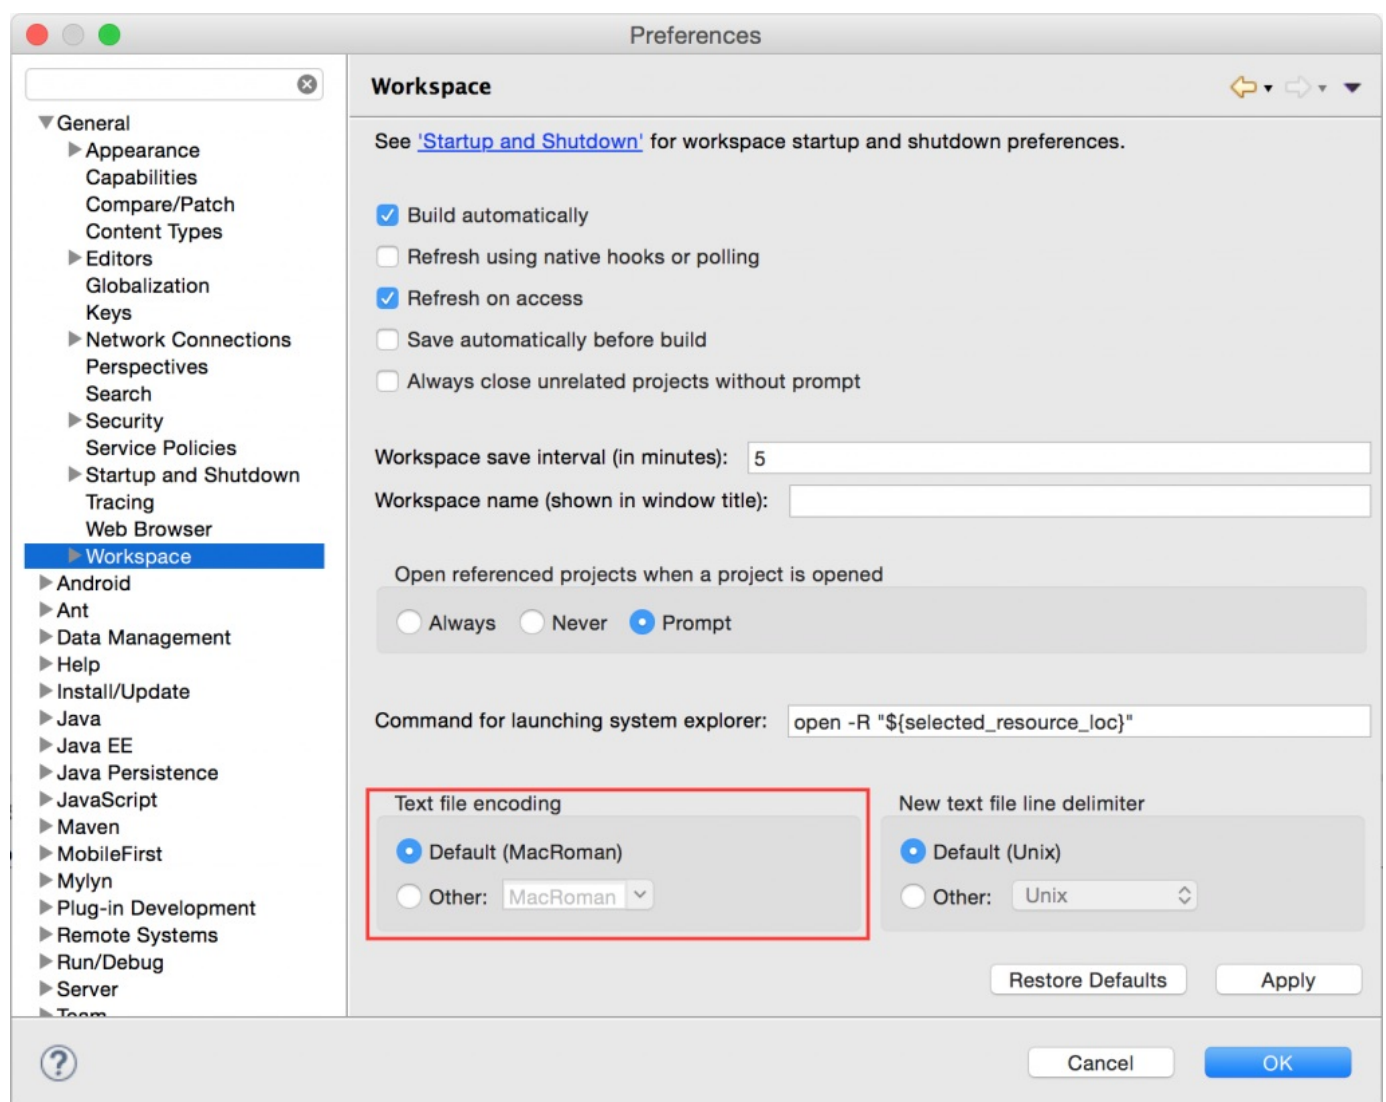 Preferences
General
Appearance
Capabilities
Compare/Patch
Content Types
Editors
Globalization
Keys
Network Connections
Perspectives
Search
Security
Service Policies
Startup and Shutdown
Tracing
Web Browser
Workspace
Android
Ant
Data Management
Help
Install/Update
Java
Java EE
Java Persistence
JavaScript
Maven
MobileFirst
Mylyn
Plug-in Development
Remote Systems
Run/Debug
Server
Team
Workspace
See 'Startup and Shutdown' for workspace startup and shutdown preferences.
Build automatically
Refresh using native hooks or polling
Refresh on access
Save automatically before build
Always close unrelated projects without prompt
Workspace save interval (in minutes): 5
Workspace name (shown in window title):
Open referenced projects when a project is opened
Always Never Prompt
Command for launching system explorer: open -R "${selected_resource_loc}"
Text file encoding
Default (MacRoman)
Other: MacRoman
New text file line delimiter
Default (Unix)
Other: Unix
Restore Defaults Apply
? Cancel OK